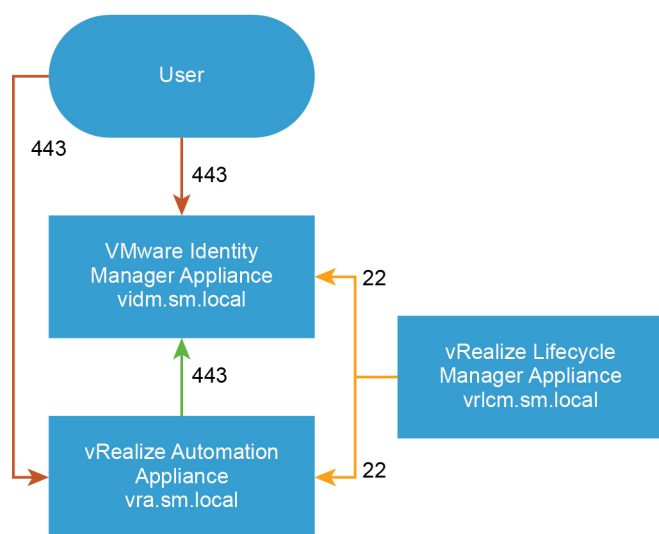 User
443
443
VMware Identity
Manager Appliance
vidm.sm.local
22
vRealize Lifecycle
Manager Appliance
vrlcm.sm.local
443
vRealize Automation
Appliance
vra.sm.local
22